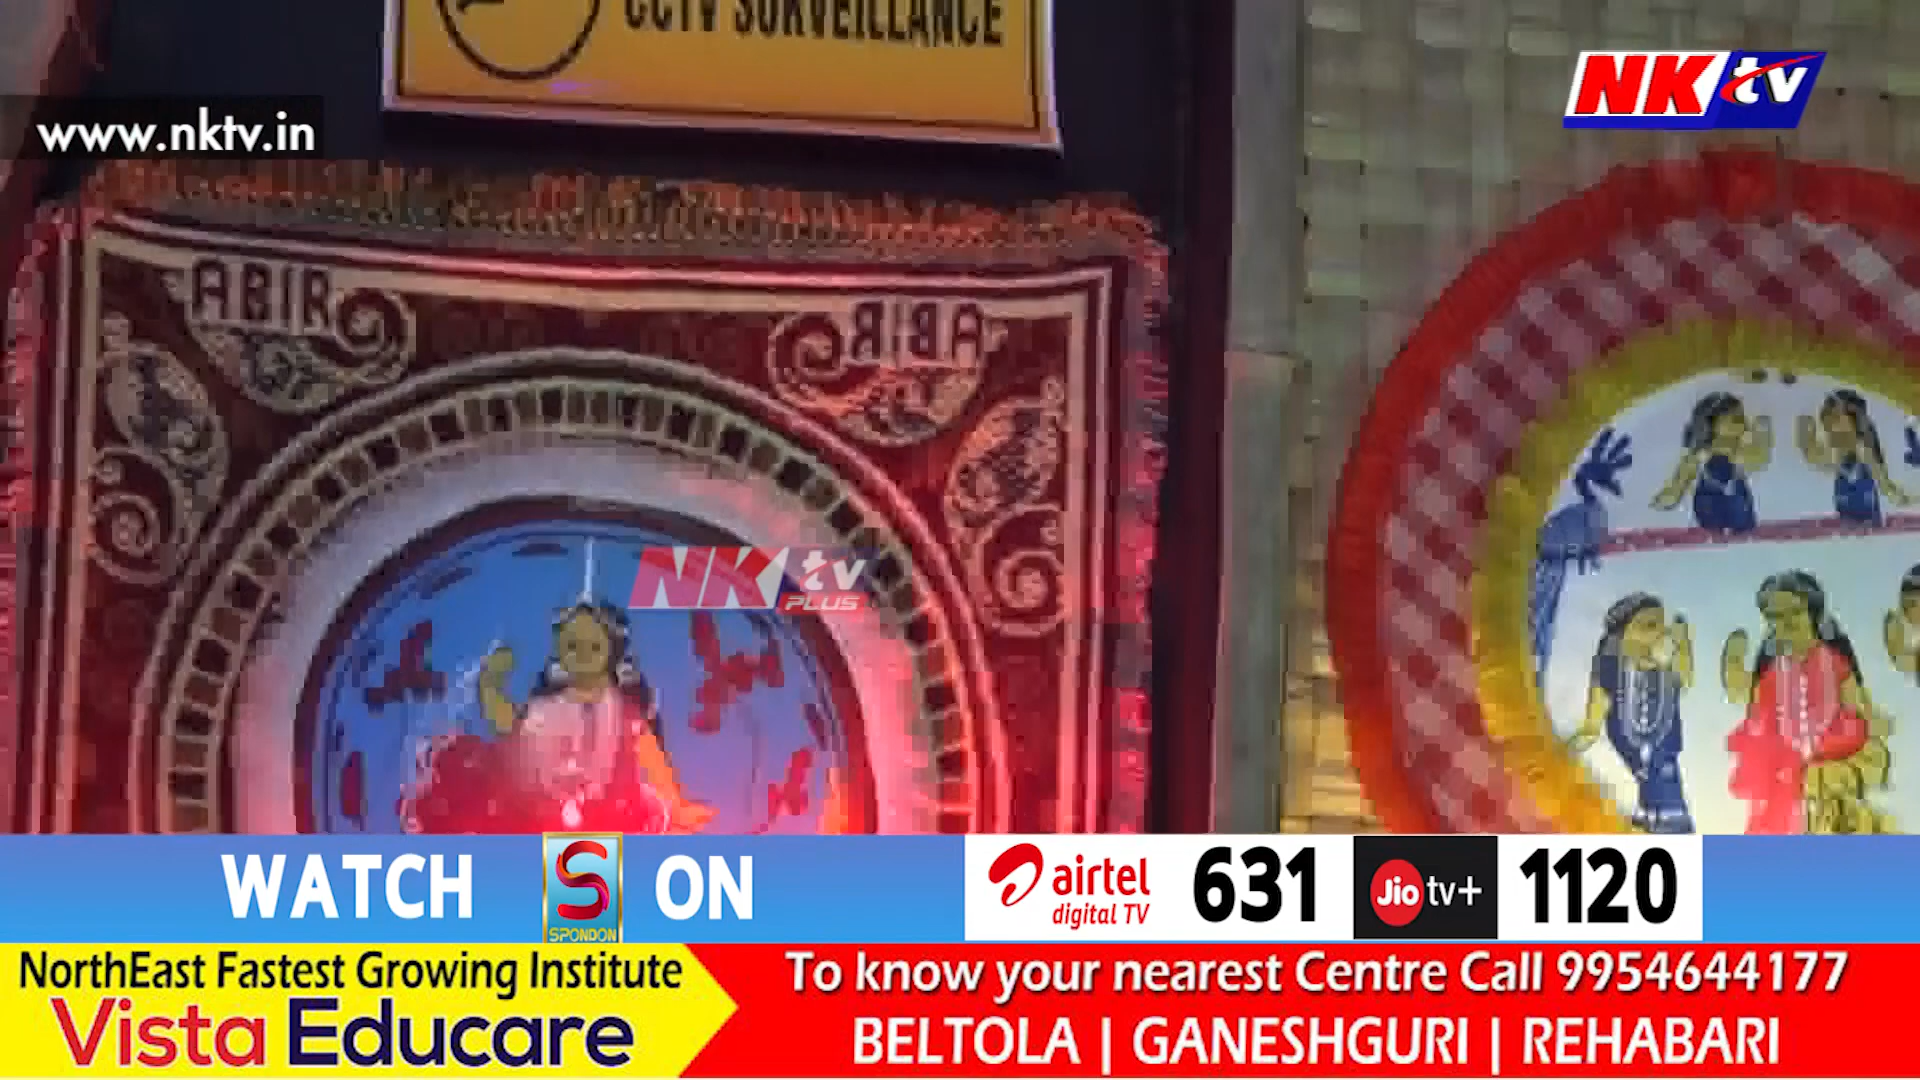 CCTV SURVEILLANCE
NK tv
www.nktv.in
ABIR
ABIR
NK tv
PLUS
WATCH S SPONDON ON
airtel digital TV 631 Jio tv+ 1120
NorthEast Fastest Growing Institute
Vista Educare
To know your nearest Centre Call 9954644177
BELTOLA | GANESHGURI | REHABARI